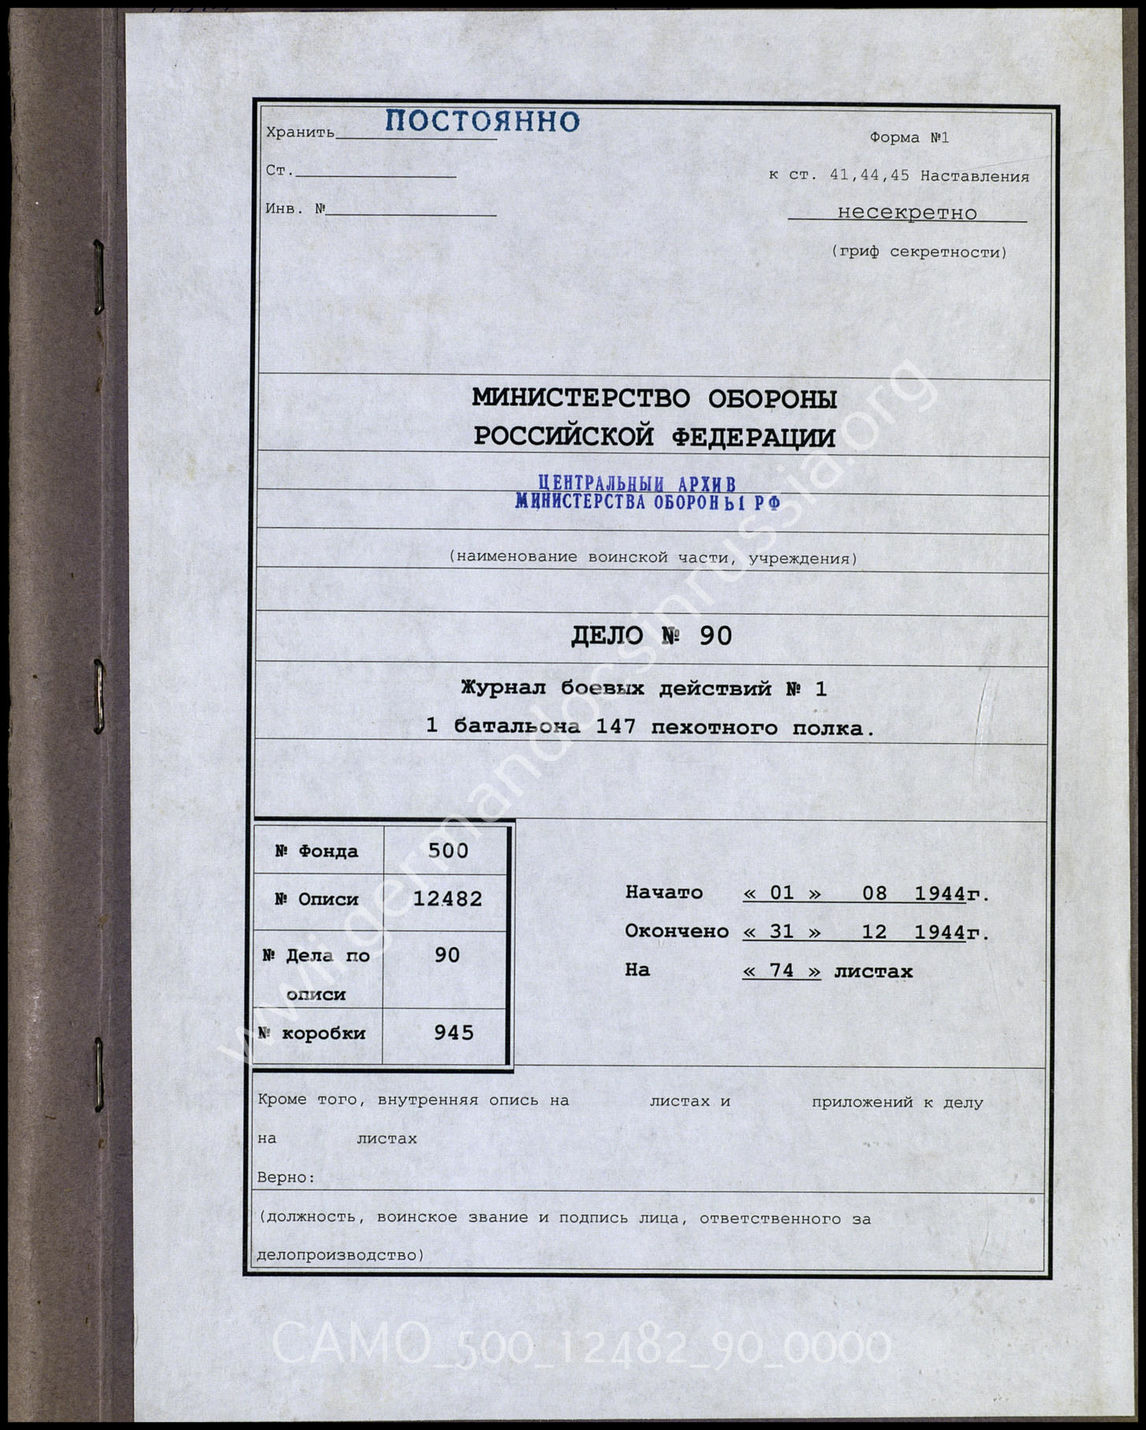 Хранить ПОСТОЯННО
Форма №1
Ст.
к ст. 41,44,45 Наставления
Инв. №
несекретно
(гриф секретности)
МИНИСТЕРСТВО ОБОРОНЫ
РОССИЙСКОЙ ФЕДЕРАЦИИ
ЦЕНТРАЛЬНЫЙ АРХИВ
МИНИСТЕРСТВА ОБОРОНЫ РФ
(наименование воинской части, учреждения)
ДЕЛО № 90
Журнал боевых действий № 1
1 батальона 147 пехотного полка.
№ Фонда 500
№ Описи 12482
№ Дела по описи 90
№ коробки 945
Начато « 01 » 08 1944г.
Окончено « 31 » 12 1944г.
На « 74 » листах
Кроме того, внутренняя опись на листах и приложений к делу
на листах
Верно:
(должность, воинское звание и подпись лица, ответственного за
делопроизводство)
www.germandocsinrussia.org
CAMO_500_12482_90_0000